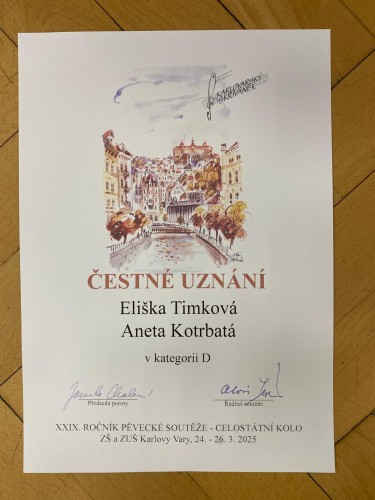 KARLOVARSKÝ
SKŘIVÁNEK
ČESTNÉ UZNÁNÍ
Eliška Timková
Aneta Kotrbatá
v kategorii D
Předseda poroty
Ředitel soutěže
XXIX. ROČNÍK PĚVECKÉ SOUTĚŽE - CELOSTÁTNÍ KOLO
ZŠ a ZUŠ Karlovy Vary, 24. - 26. 3. 2025